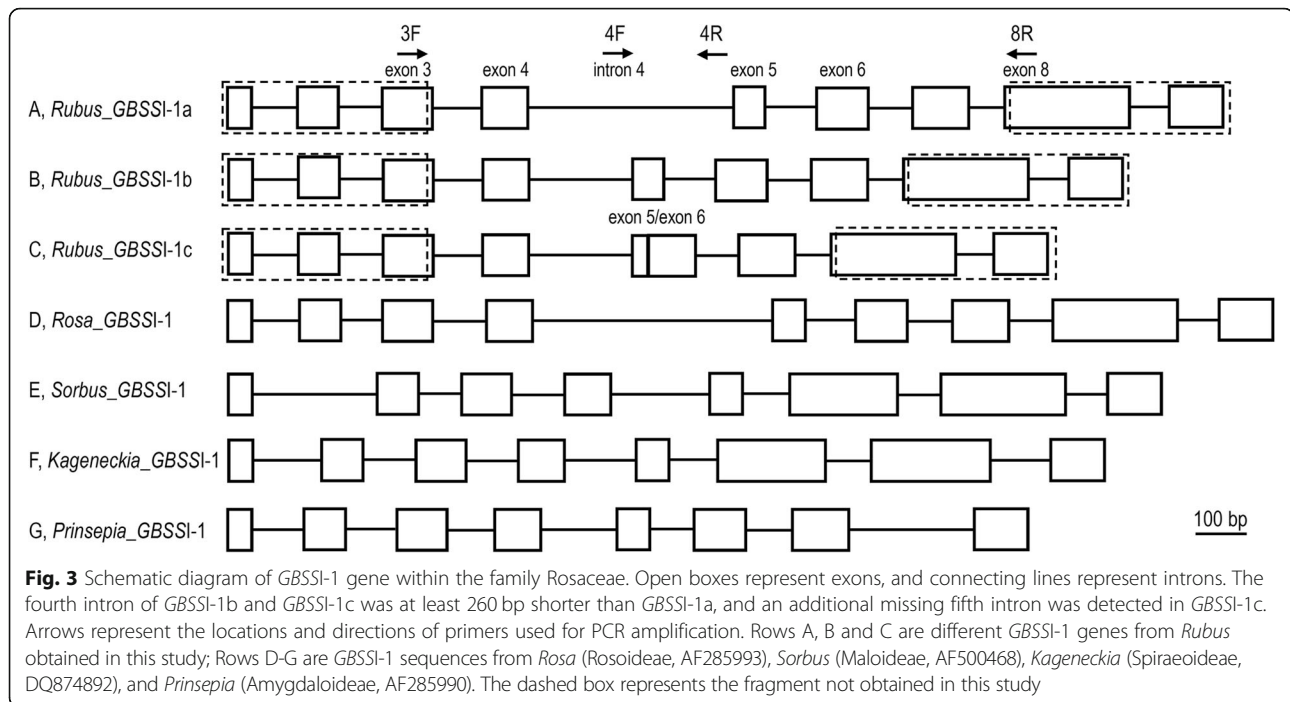 3F 4F 4R 8R
exon 3 exon 4 intron 4 exon 5 exon 6 exon 8
A, Rubus_GBSSI-1a
B, Rubus_GBSSI-1b
exon 5/exon 6
C, Rubus_GBSSI-1c
D, Rosa_GBSSI-1
E, Sorbus_GBSSI-1
F, Kageneckia_GBSSI-1
G, Prinsepia_GBSSI-1
100 bp
Fig. 3 Schematic diagram of GBSSI-1 gene within the family Rosaceae. Open boxes represent exons, and connecting lines represent introns. The
fourth intron of GBSSI-1b and GBSSI-1c was at least 260 bp shorter than GBSSI-1a, and an additional missing fifth intron was detected in GBSSI-1c.
Arrows represent the locations and directions of primers used for PCR amplification. Rows A, B and C are different GBSSI-1 genes from Rubus
obtained in this study; Rows D-G are GBSSI-1 sequences from Rosa (Rosoideae, AF285993), Sorbus (Maloideae, AF500468), Kageneckia (Spiraeoideae,
DQ874892), and Prinsepia (Amygdaloideae, AF285990). The dashed box represents the fragment not obtained in this study